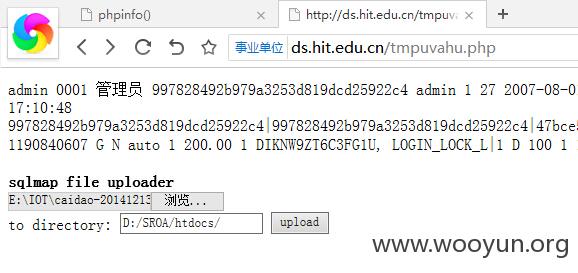 phpinfo()
http://ds.hit.edu.cn/tmpuvahu.php
事业单位 ds.hit.edu.cn/tmpuvahu.php
admin 0001 管理员 997828492b979a3253d819dcd25922c4 admin 1 27 2007-08-0
17:10:48
997828492b979a3253d819dcd25922c4|997828492b979a3253d819dcd25922c4|47bce5
1190840607 G N auto 1 200.00 1 DIKNW9ZT6C3FG1U, LOGIN_LOCK_L|1 D 100 1
sqlmap file uploader
E:\IOT\caidao-20141213 浏览...
to directory: D:/SROA/htdocs/ upload
www.wooyun.org